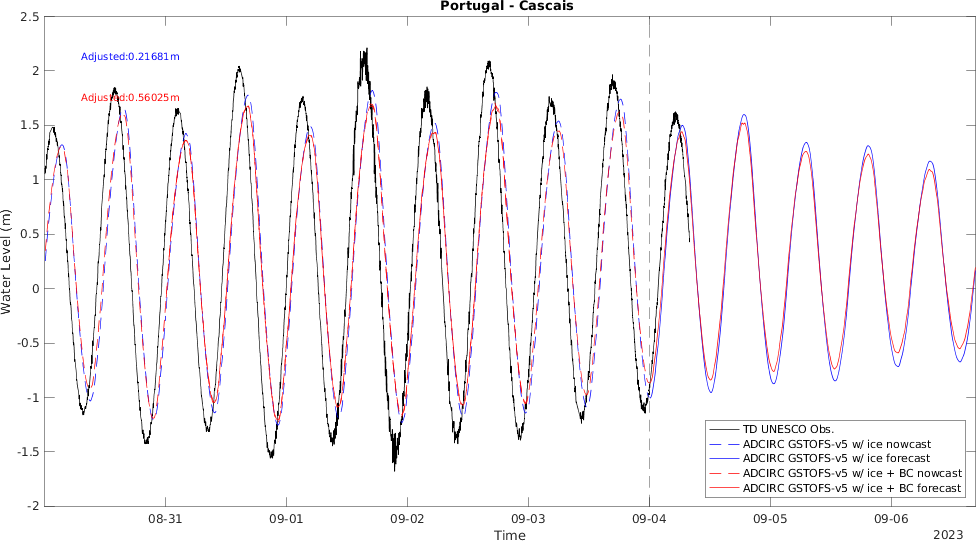 Portugal - Cascais
2.5
2
1.5
1
0.5
0
-0.5
-1
-1.5
-2
Water Level (m)
Adjusted:0.21681m
Adjusted:0.56025m
TD UNESCO Obs.
ADCIRC GSTOFS-v5 w/ ice nowcast
ADCIRC GSTOFS-v5 w/ ice forecast
ADCIRC GSTOFS-v5 w/ ice + BC nowcast
ADCIRC GSTOFS-v5 w/ ice + BC forecast
08-31 09-01 09-02 09-03 09-04 09-05 09-06
Time
2023